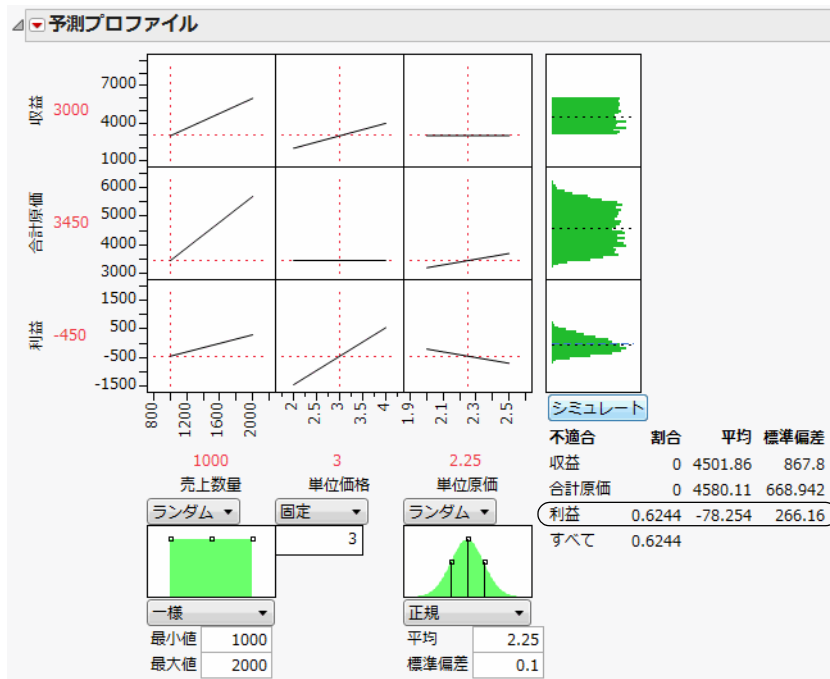 予測プロファイル
収益
3000
7000
4000
1000
合計原価
3450
6000
5000
4000
3000
利益
-450
1500
500
-500
-1500
800
1200
1600
2000
2
2.5
3
3.5
4
1.9
2.1
2.3
2.5
1000
3
2.25
売上数量
単位価格
単位原価
ランダム
固定
ランダム
3
一様
正規
最小値 1000
最大値 2000
平均 2.25
標準偏差 0.1
シミュレート
不適合 割合 平均 標準偏差
収益 0 4501.86 867.8
合計原価 0 4580.11 668.942
利益 0.6244 -78.254 266.16
すべて 0.6244